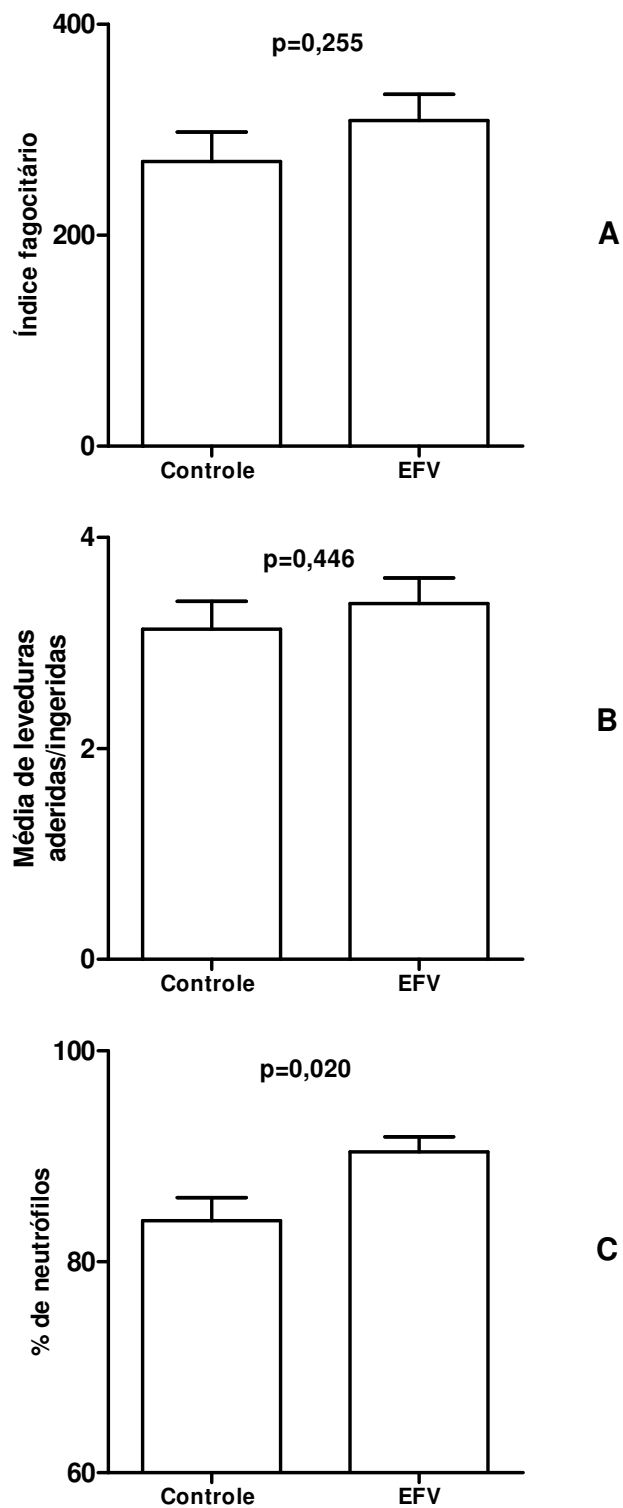 400
p=0,255
Índice fagocitário
200
A
0
Controle
EFV
4
p=0,446
Média de leveduras
aderidas/ingeridas
2
B
0
Controle
EFV
100
p=0,020
% de neutrófilos
80
C
60
Controle
EFV